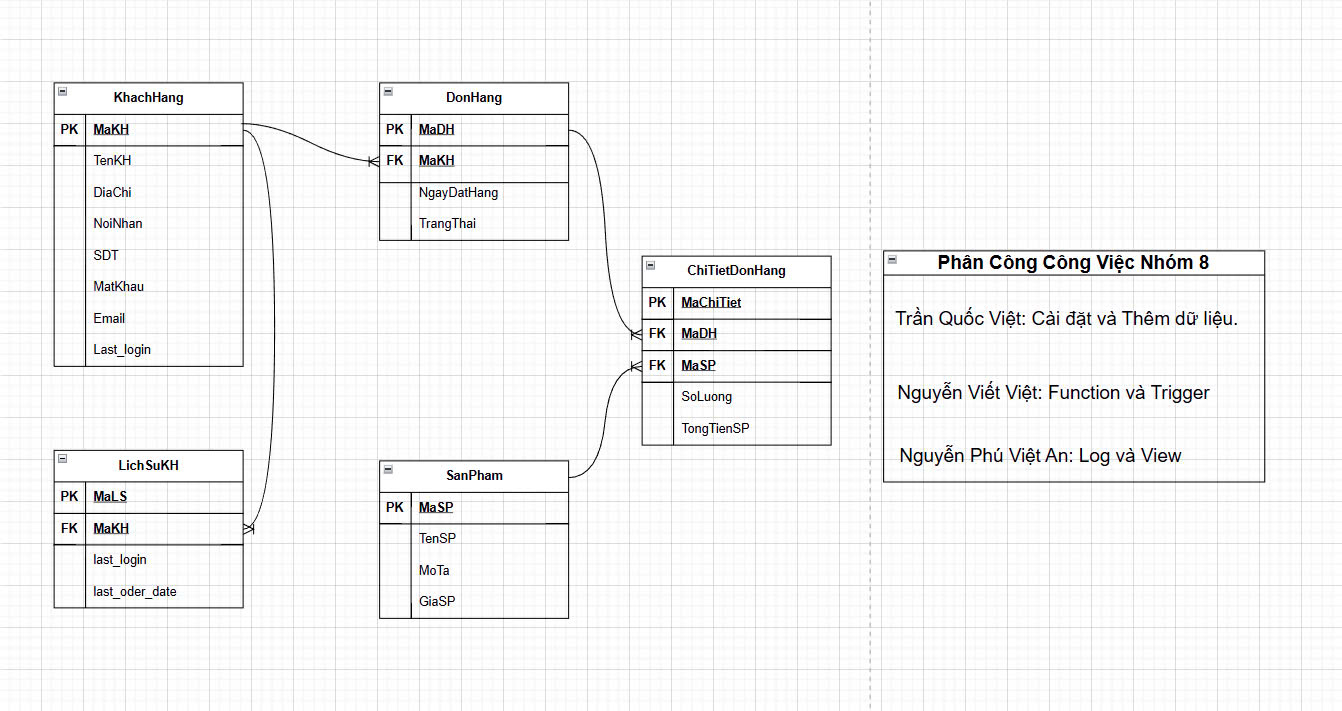 KhachHang
PK MaKH
TenKH
DiaChi
NoiNhan
SDT
MatKhau
Email
Last_login
LichSuKH
PK MaLS
FK MaKH
last_login
last_oder_date
DonHang
PK MaDH
FK MaKH
NgayDatHang
TrangThai
SanPham
PK MaSP
TenSP
MoTa
GiaSP
ChiTietDonHang
PK MaChiTiet
FK MaDH
FK MaSP
SoLuong
TongTienSP
Phân Công Công Việc Nhóm 8
Trần Quốc Việt: Cài đặt và Thêm dữ liệu.
Nguyễn Viết Việt: Function và Trigger
Nguyễn Phú Việt An: Log và View